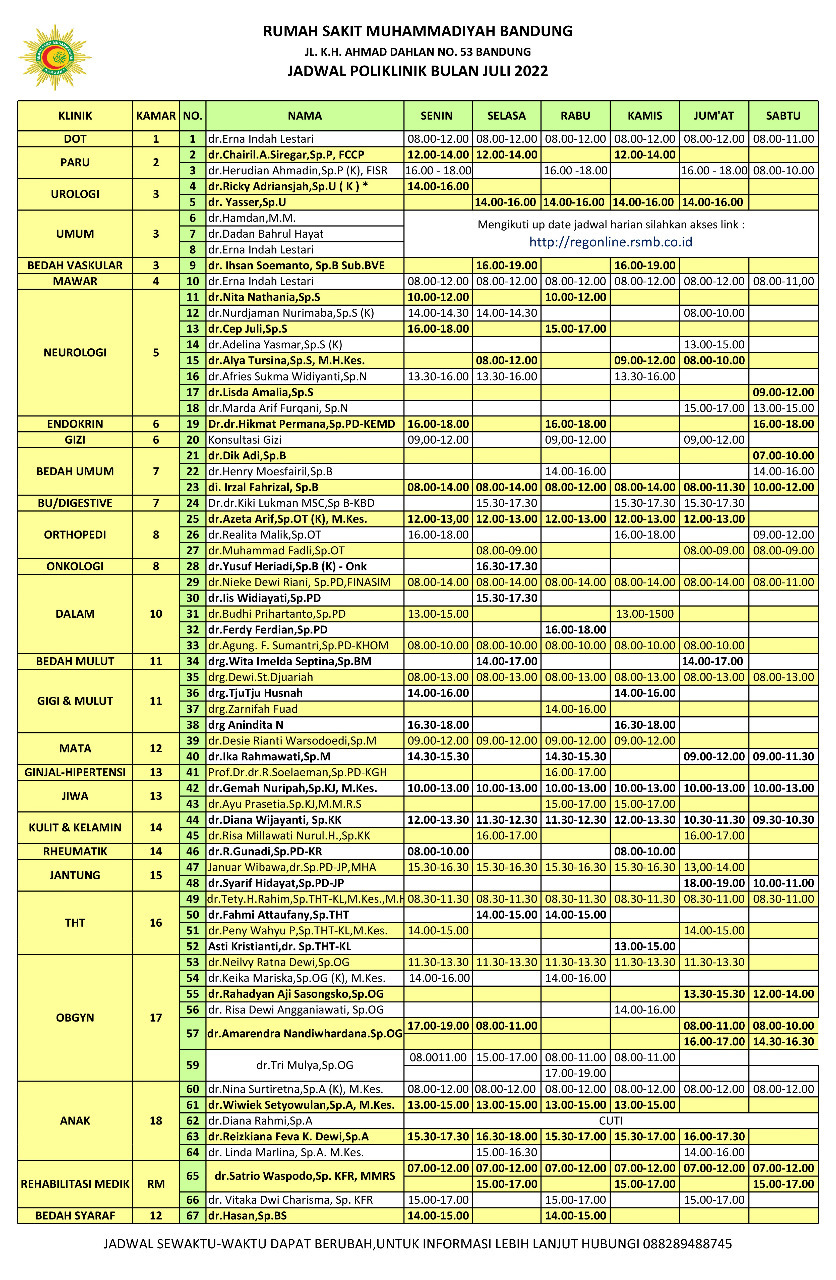 RUMAH SAKIT MUHAMMADIYAH BANDUNG
JL. K.H. AHMAD DAHLAN NO. 53 BANDUNG
JADWAL POLIKLINIK BULAN JULI 2022
KLINIK KAMAR NO. NAMA SENIN SELASA RABU KAMIS JUM'AT SABTU
DOT 1 1 dr.Erna Indah Lestari 08.00-12.00 08.00-12.00 08.00-12.00 08.00-12.00 08.00-12.00 08.00-11.00
PARU 2 2 dr.Chairil.A.Siregar,Sp.P, FCCP 12.00-14.00 12.00-14.00 12.00-14.00
3 dr.Herudian Ahmadin,Sp.P (K), FISR 16.00 - 18.00 16.00 -18.00 16.00 - 18.00 08.00-10.00
UROLOGI 3 4 dr.Ricky Adriansjah,Sp.U ( K ) * 14.00-16.00
5 dr. Yasser,Sp.U 14.00-16.00 14.00-16.00 14.00-16.00 14.00-16.00
UMUM 3 6 dr.Hamdan,M.M. Mengikuti up date jadwal harian silahkan akses link :
7 dr.Dadan Bahrul Hayat http://regonline.rsmb.co.id
8 dr.Erna Indah Lestari
BEDAH VASKULAR 3 9 dr. Ihsan Soemanto, Sp.B Sub.BVE 16.00-19.00 16.00-19.00
MAWAR 4 10 dr.Erna Indah Lestari 08.00-12.00 08.00-12.00 08.00-12.00 08.00-12.00 08.00-12.00 08.00-11,00
NEUROLOGI 5 11 dr.Nita Nathania,Sp.S 10.00-12.00 10.00-12.00
12 dr.Nurdjaman Nurimaba,Sp.S (K) 14.00-14.30 14.00-14.30 08.00-10.00
13 dr.Cep Juli,Sp.S 16.00-18.00 15.00-17.00
14 dr.Adelina Yasmar,Sp.S (K) 13.00-15.00
15 dr.Alya Tursina,Sp.S, M.H.Kes. 08.00-12.00 09.00-12.00 08.00-10.00
16 dr.Afries Sukma Widiyanti,Sp.N 13.30-16.00 13.30-16.00 13.30-16.00
17 dr.Lisda Amalia,Sp.S 09.00-12.00
18 dr.Marda Arif Furqani, Sp.N 15.00-17.00 13.00-15.00
ENDOKRIN 6 19 Dr.dr.Hikmat Permana,Sp.PD-KEMD 16.00-18.00 16.00-18.00 16.00-18.00
GIZI 6 20 Konsultasi Gizi 09,00-12.00 09,00-12.00 09,00-12.00
BEDAH UMUM 7 21 dr.Dik Adi,Sp.B 07.00-10.00
22 dr.Henry Moesfairil,Sp.B 14.00-16.00 14.00-16.00
23 di. Irzal Fahrizal, Sp.B 08.00-14.00 08.00-14.00 08.00-12.00 08.00-14.00 08.00-11.30 10.00-12.00
BU/DIGESTIVE 7 24 Dr.dr.Kiki Lukman MSC,Sp B-KBD 15.30-17.30 15.30-17.30 15.30-17.30
ORTHOPEDI 8 25 dr.Azeta Arif,Sp.OT (K), M.Kes. 12.00-13,00 12.00-13.00 12.00-13.00 12.00-13.00 12.00-13.00
26 dr.Realita Malik,Sp.OT 16.00-18.00 16.00-18.00 09.00-12.00
27 dr.Muhammad Fadli,Sp.OT 08.00-09.00 08.00-09.00 08.00-09.00
ONKOLOGI 8 28 dr.Yusuf Heriadi,Sp.B (K) - Onk 16.30-17.30
DALAM 10 29 dr.Nieke Dewi Riani, Sp.PD,FINASIM 08.00-14.00 08.00-14.00 08.00-14.00 08.00-14.00 08.00-14.00 08.00-11.00
30 dr.Iis Widiayati,Sp.PD 15.30-17.30
31 dr.Budhi Prihartanto,Sp.PD 13.00-15.00 13.00-1500
32 dr.Ferdy Ferdian,Sp.PD 16.00-18.00
33 dr.Agung. F. Sumantri,Sp.PD-KHOM 08.00-10.00 08.00-10.00 08.00-10.00 08.00-10.00 08.00-10.00
BEDAH MULUT 11 34 drg.Wita Imelda Septina,Sp.BM 14.00-17.00 14.00-17.00
GIGI & MULUT 11 35 drg.Dewi.St.Djuariah 08.00-13.00 08.00-13.00 08.00-13.00 08.00-13.00 08.00-13.00 08.00-13.00
36 drg.TjuTju Husnah 14.00-16.00 14.00-16.00
37 drg.Zarnifah Fuad 14.00-16.00
38 drg Anindita N 16.30-18.00 16.30-18.00
MATA 12 39 dr.Desie Rianti Warsodoedi,Sp.M 09.00-12.00 09.00-12.00 09.00-12.00 09.00-12.00
40 dr.Ika Rahmawati,Sp.M 14.30-15.30 14.30-15.30 09.00-12.00 09.00-11.30
GINJAL-HIPERTENSI 13 41 Prof.Dr.dr.R.Soelaeman,Sp.PD-KGH 16.00-17.00
JIWA 13 42 dr.Gemah Nuripah,Sp.KJ, M.Kes. 10.00-13.00 10.00-13.00 10.00-13.00 10.00-13.00 10.00-13.00 10.00-13.00
43 dr.Ayu Prasetia.Sp.KJ,M.M.R.S 15.00-17.00 15.00-17.00
KULIT & KELAMIN 14 44 dr.Diana Wijayanti, Sp.KK 12.00-13.30 11.30-12.30 11.30-12.30 12.00-13.30 10.30-11.30 09.30-10.30
45 dr.Risa Millawati Nurul.H.,Sp.KK 16.00-17.00 16.00-17.00
RHEUMATIK 14 46 dr.R.Gunadi,Sp.PD-KR 08.00-10.00 08.00-10.00
JANTUNG 15 47 Januar Wibawa,dr.Sp.PD-JP,MHA 15.30-16.30 15.30-16.30 15.30-16.30 15.30-16.30 13,00-14.00
48 dr.Syarif Hidayat,Sp.PD-JP 18.00-19.00 10.00-11.00
THT 16 49 dr.Tety.H.Rahim,Sp.THT-KL,M.Kes.,M.H 08.30-11.30 08.30-11.30 08.30-11.30 08.30-11.30 08.30-11.00 08.30-11.00
50 dr.Fahmi Attaufany,Sp.THT 14.00-15.00 14.00-15.00
51 dr.Peny Wahyu P,Sp.THT-KL,M.Kes. 14.00-15.00 14.00-15.00
52 Asti Kristianti,dr. Sp.THT-KL 13.00-15.00
OBGYN 17 53 dr.Neilvy Ratna Dewi,Sp.OG 11.30-13.30 11.30-13.30 11.30-13.30 11.30-13.30 11.30-13.30
54 dr.Keika Mariska,Sp.OG (K), M.Kes. 14.00-16.00 14.00-16.00
55 dr.Rahadyan Aji Sasongsko,Sp.OG 13.30-15.30 12.00-14.00
56 dr. Risa Dewi Angganiawati, Sp.OG 14.00-16.00
57 dr.Amarendra Nandiwhardana.Sp.OG 17.00-19.00 08.00-11.00 08.00-11.00 08.00-10.00
16.00-17.00 14.30-16.30
59 dr.Tri Mulya,Sp.OG 08.0011.00 15.00-17.00 08.00-11.00 08.00-11.00
17.00-19.00
ANAK 18 60 dr.Nina Surtiretna,Sp.A (K), M.Kes. 08.00-12.00 08.00-12.00 08.00-12.00 08.00-12.00 08.00-12.00 08.00-12.00
61 dr.Wiwiek Setyowulan,Sp.A, M.Kes. 13.00-15.00 13.00-15.00 13.00-15.00 13.00-15.00
62 dr.Diana Rahmi,Sp.A CUTI
63 dr.Reizkiana Feva K. Dewi,Sp.A 15.30-17.30 16.30-18.00 15.30-17.00 15.30-17.00 16.00-17.30
64 dr. Linda Marlina, Sp.A. M.Kes. 15.00-16.30 14.00-16.00
REHABILITASI MEDIK RM 65 dr.Satrio Waspodo,Sp. KFR, MMRS 07.00-12.00 07.00-12.00 07.00-12.00 07.00-12.00 07.00-12.00 07.00-12.00
15.00-17.00 15.00-17.00 15.00-17.00
66 dr. Vitaka Dwi Charisma, Sp. KFR 15.00-17.00 15.00-17.00 15.00-17.00
BEDAH SYARAF 12 67 dr.Hasan,Sp.BS 14.00-15.00 14.00-15.00
JADWAL SEWAKTU-WAKTU DAPAT BERUBAH,UNTUK INFORMASI LEBIH LANJUT HUBUNGI 088289488745